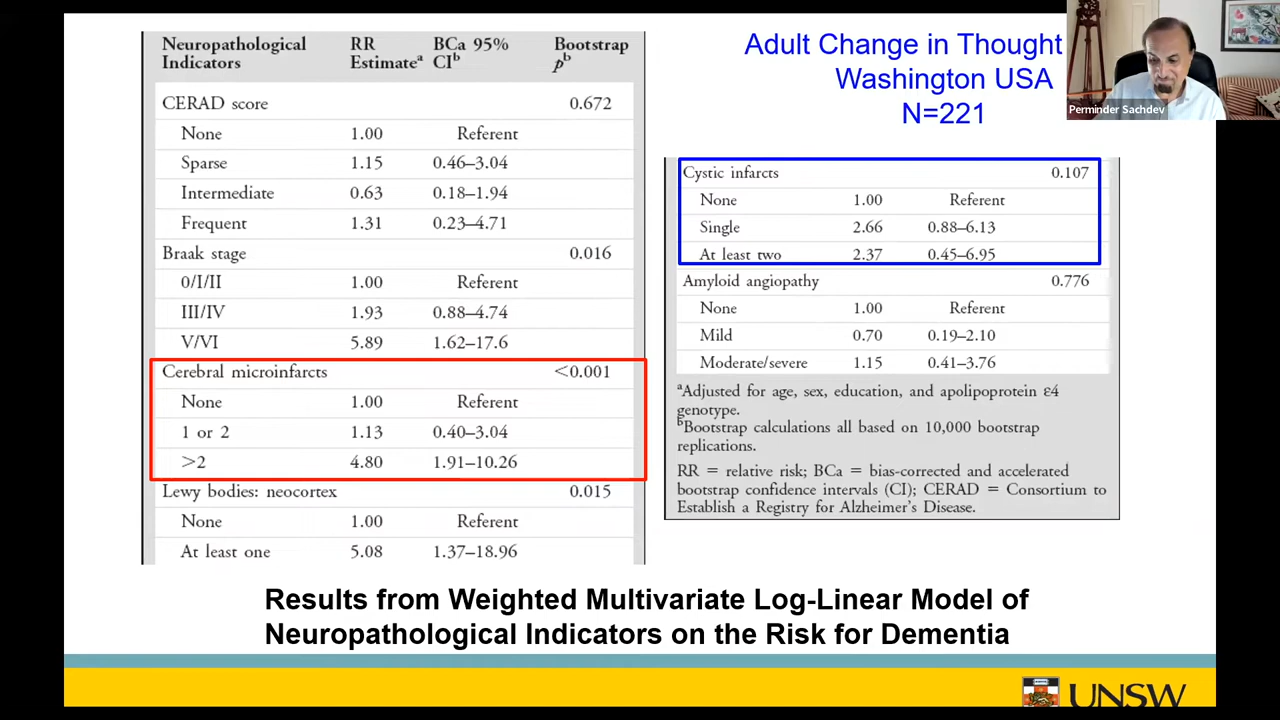 Neuropathological Indicators RR Estimateᵃ BCa 95% CIᵇ Bootstrap pᵇ
CERAD score 0.672
None 1.00 Referent
Sparse 1.15 0.46–3.04
Intermediate 0.63 0.18–1.94
Frequent 1.31 0.23–4.71
Braak stage 0.016
0/I/II 1.00 Referent
III/IV 1.93 0.88–4.74
V/VI 5.89 1.62–17.6
Cerebral microinfarcts <0.001
None 1.00 Referent
1 or 2 1.13 0.40–3.04
>2 4.80 1.91–10.26
Lewy bodies: neocortex 0.015
None 1.00 Referent
At least one 5.08 1.37–18.96
Adult Change in Thought
Washington USA
N=221
Perminder Sachdev
Cystic infarcts 0.107
None 1.00 Referent
Single 2.66 0.88–6.13
At least two 2.37 0.45–6.95
Amyloid angiopathy 0.776
None 1.00 Referent
Mild 0.70 0.19–2.10
Moderate/severe 1.15 0.41–3.76
ᵃAdjusted for age, sex, education, and apolipoprotein ε4
genotype.
ᵇBootstrap calculations all based on 10,000 bootstrap
replications.
RR = relative risk; BCa = bias-corrected and accelerated
bootstrap confidence intervals (CI); CERAD = Consortium to
Establish a Registry for Alzheimer's Disease.
Results from Weighted Multivariate Log-Linear Model of
Neuropathological Indicators on the Risk for Dementia
UNSW